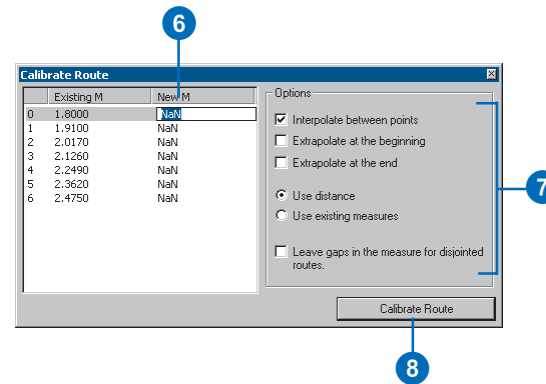 6
Calibrate Route
Existing M New M
0 1.8000 NaN
1 1.9100 NaN
2 2.0170 NaN
3 2.1260 NaN
4 2.2490 NaN
5 2.3620 NaN
6 2.4750 NaN
Options
Interpolate between points
Extrapolate at the beginning
Extrapolate at the end
Use distance
Use existing measures
Leave gaps in the measure for disjointed
routes.
7
Calibrate Route
8